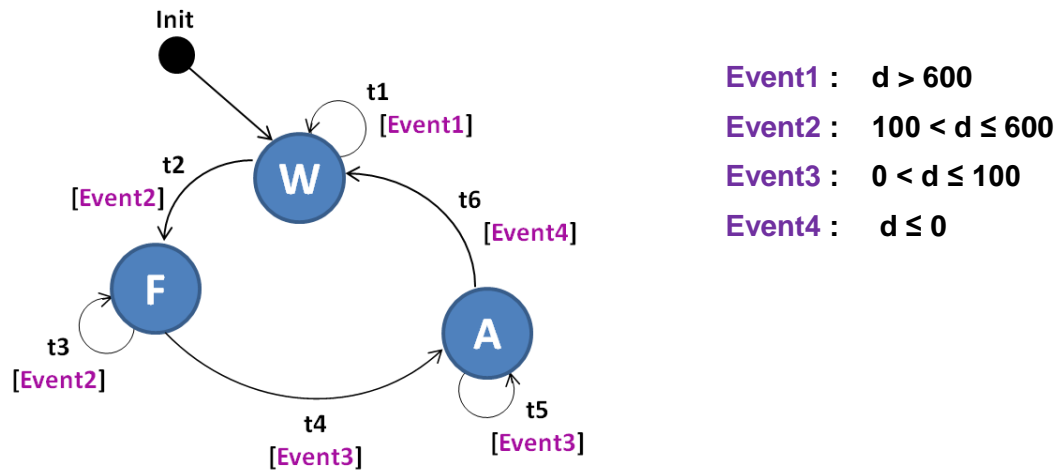 Init
t1
[Event1]
t2
[Event2]
W
t6
[Event4]
F
t3
[Event2]
A
t4
[Event3]
t5
[Event3]
Event1 : d > 600
Event2 : 100 < d ≤ 600
Event3 : 0 < d ≤ 100
Event4 : d ≤ 0